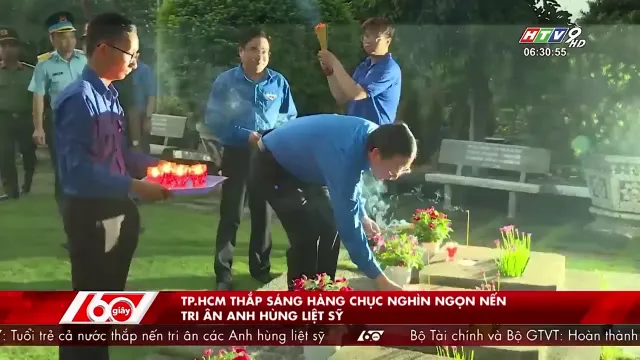 HTV9 HD
06:30:55
60 giây
TP.HCM THẮP SÁNG HÀNG CHỤC NGHÌN NGỌN NẾN
TRI ÂN ANH HÙNG LIỆT SỸ
7: Tuổi trẻ cả nước thắp nến tri ân các Anh hùng liệt sỹ
Bộ Tài chính và Bộ GTVT: Hoàn thành